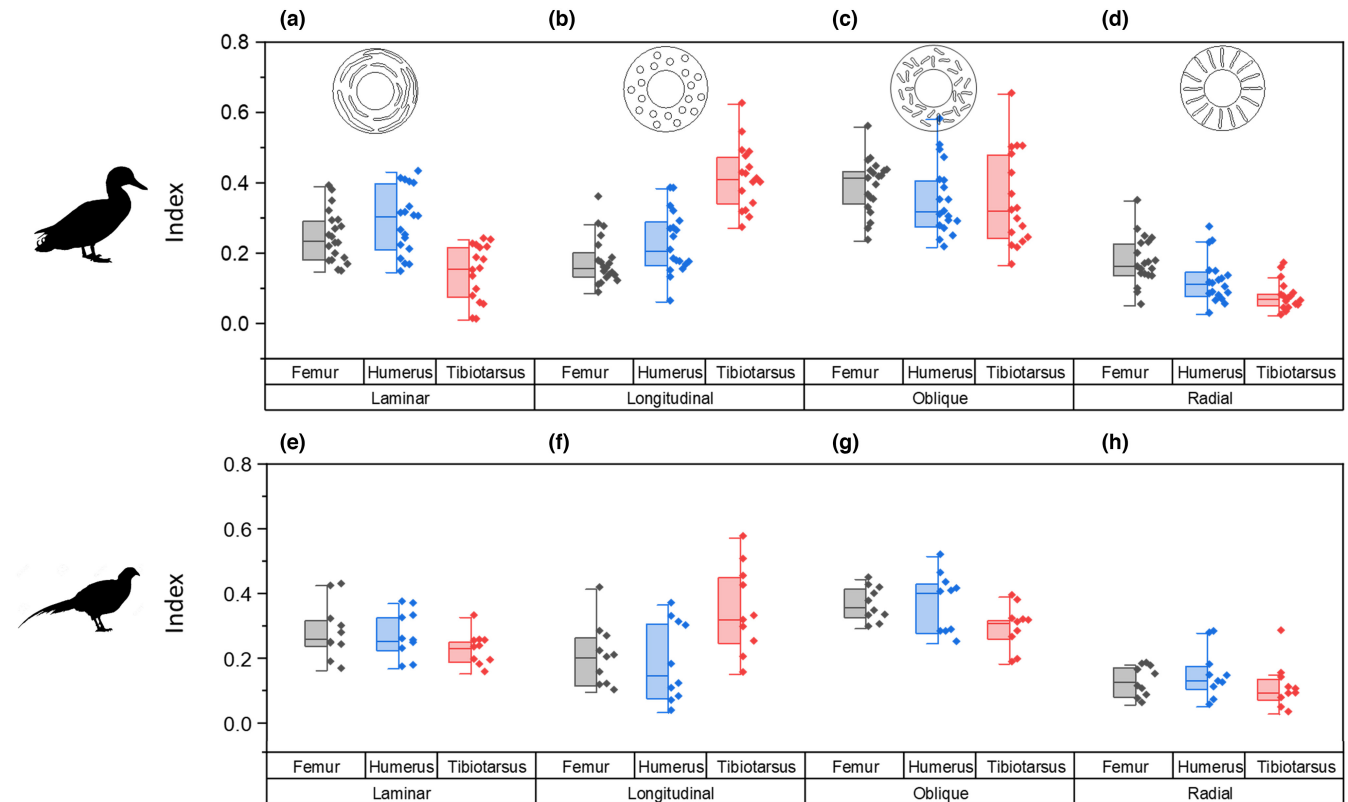 (a) (b) (c) (d)
0.8
0.6
0.4
0.2
0.0
Index
Femur Humerus Tibiotarsus Femur Humerus Tibiotarsus Femur Humerus Tibiotarsus Femur Humerus Tibiotarsus
Laminar Longitudinal Oblique Radial
(e) (f) (g) (h)
0.8
0.6
0.4
0.2
0.0
Index
Femur Humerus Tibiotarsus Femur Humerus Tibiotarsus Femur Humerus Tibiotarsus Femur Humerus Tibiotarsus
Laminar Longitudinal Oblique Radial